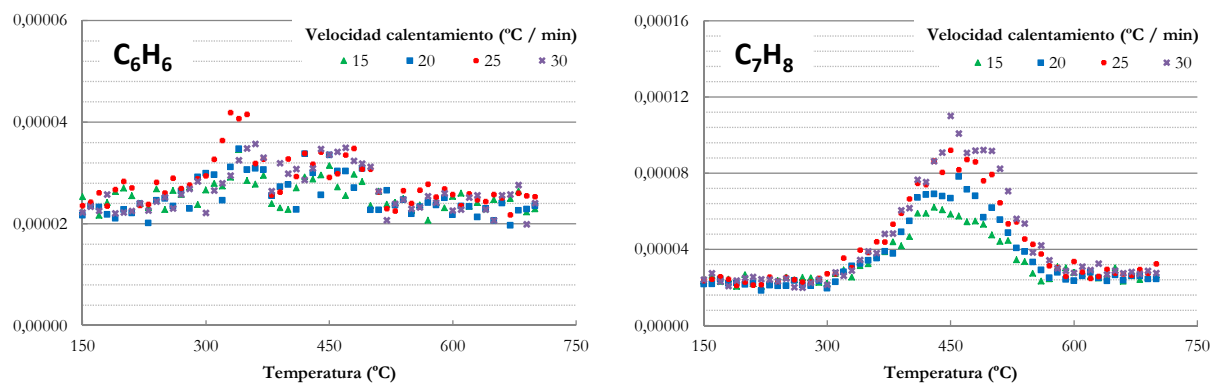 0,00006
0,00004
0,00002
0,00000
C6H6
Velocidad calentamiento (ºC / min)
15 20 25 30
150 300 450 600 750
Temperatura (ºC)
0,00016
0,00012
0,00008
0,00004
0,00000
C7H8
Velocidad calentamiento (ºC / min)
15 20 25 30
150 300 450 600 750
Temperatura (ºC)